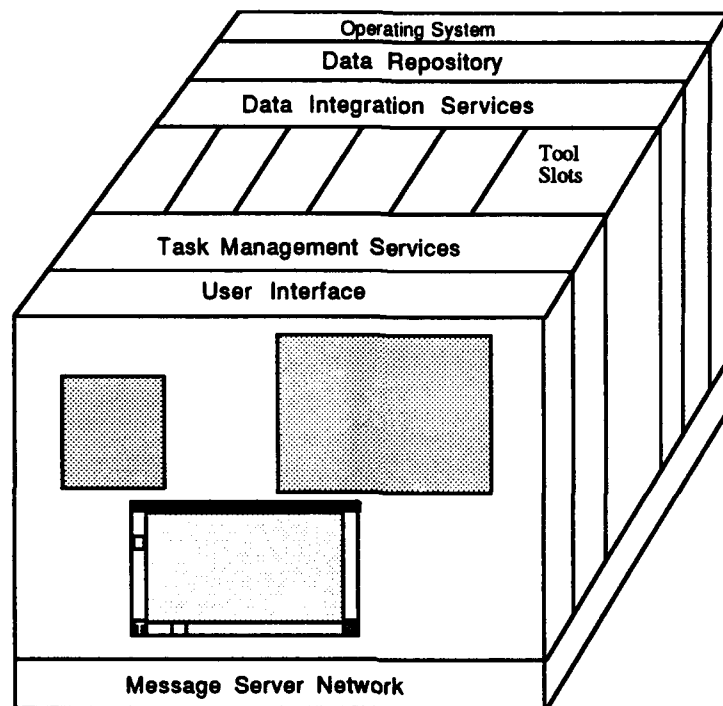 Operating System
Data Repository
Data Integration Services
Tool
Slots
Task Management Services
User Interface
Message Server Network